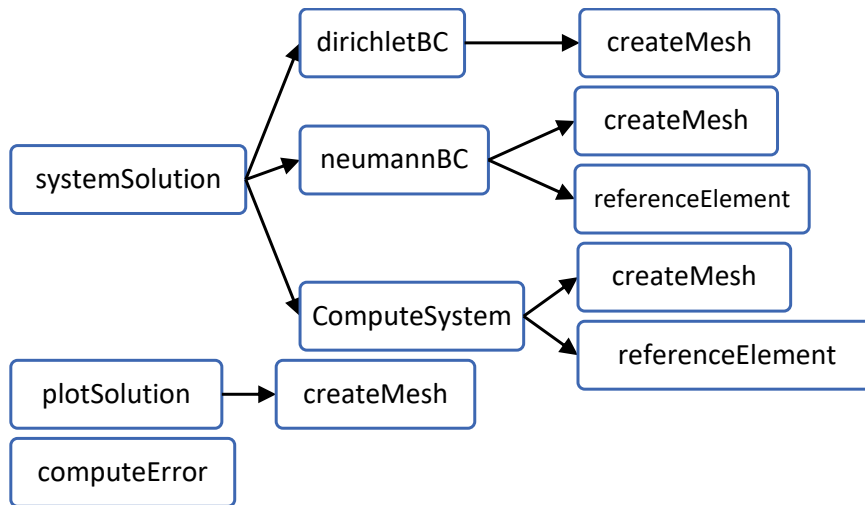 dirichletBC
createMesh
createMesh
systemSolution
neumannBC
referenceElement
createMesh
ComputeSystem
referenceElement
plotSolution
createMesh
computeError